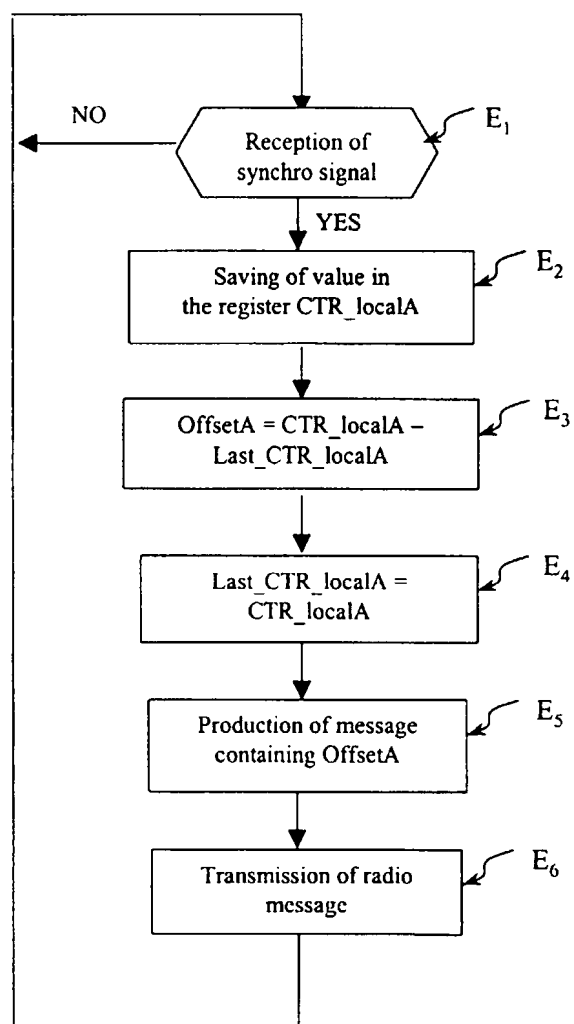 NO
Reception of
synchro signal
E1
YES
Saving of value in
the register CTR_localA
E2
OffsetA = CTR_localA –
Last_CTR_localA
E3
Last_CTR_localA =
CTR_localA
E4
Production of message
containing OffsetA
E5
Transmission of radio
message
E6